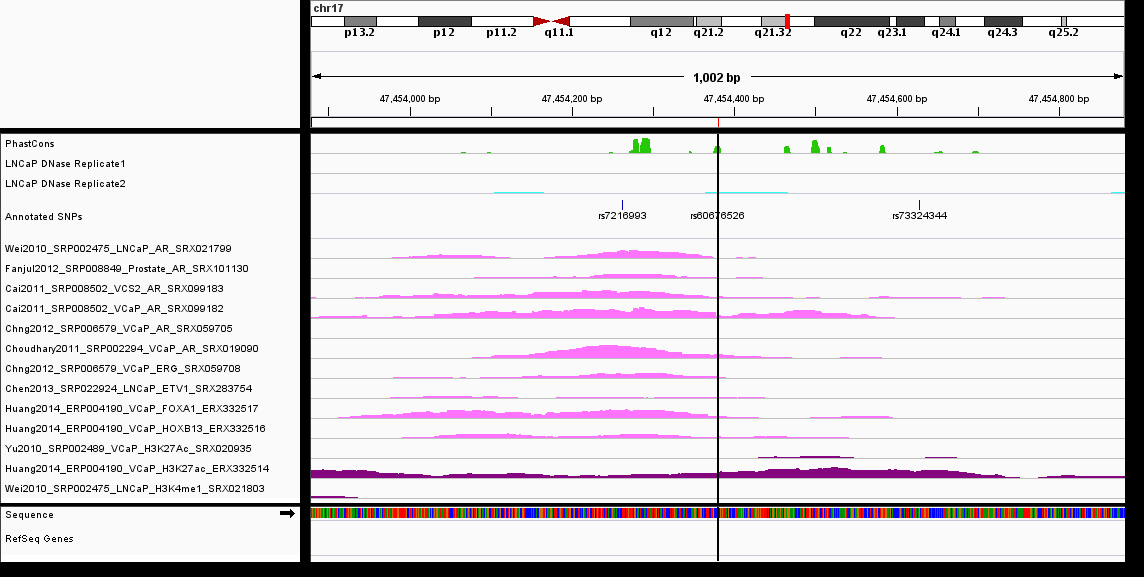 chr17
p13.2 p12 p11.2 q11.1 q12 q21.2 q21.32 q22 q23.1 q24.1 q24.3 q25.2
1,002 bp
47,454,000 bp 47,454,200 bp 47,454,400 bp 47,454,600 bp 47,454,800 bp
PhastCons
LNCaP DNase Replicate1
LNCaP DNase Replicate2
Annotated SNPs
rs7216993 rs60676526 rs73324344
Wei2010_SRP002475_LNCaP_AR_SRX021799
Fanjul2012_SRP008849_Prostate_AR_SRX101130
Cai2011_SRP008502_VCS2_AR_SRX099183
Cai2011_SRP008502_VCaP_AR_SRX099182
Chng2012_SRP006579_VCaP_AR_SRX059705
Choudhary2011_SRP002294_VCaP_AR_SRX019090
Chng2012_SRP006579_VCaP_ERG_SRX059708
Chen2013_SRP022924_LNCaP_ETV1_SRX283754
Huang2014_ERP004190_VCaP_FOXA1_ERX332517
Huang2014_ERP004190_VCaP_HOXB13_ERX332516
Yu2010_SRP002489_VCaP_H3K27Ac_SRX020935
Huang2014_ERP004190_VCaP_H3K27ac_ERX332514
Wei2010_SRP002475_LNCaP_H3K4me1_SRX021803
Sequence
RefSeq Genes